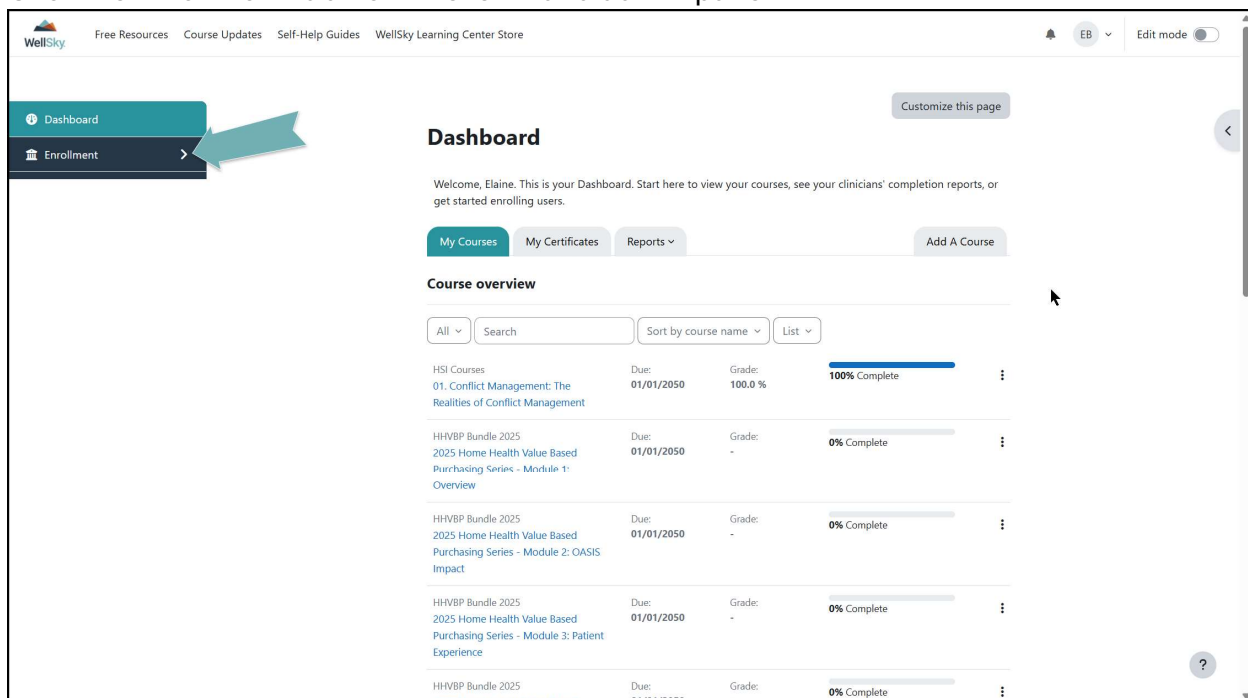 WellSky
Free Resources Course Updates Self-Help Guides WellSky Learning Center Store
EB
Edit mode
Dashboard
Enrollment
Customize this page
Dashboard
Welcome, Elaine. This is your Dashboard. Start here to view your courses, see your clinicians' completion reports, or
get started enrolling users.
My Courses My Certificates Reports Add A Course
Course overview
All Search Sort by course name List
HSI Courses
01. Conflict Management: The
Realities of Conflict Management
Due:
01/01/2050
Grade:
100.0 %
100% Complete
HHVBP Bundle 2025
2025 Home Health Value Based
Purchasing Series - Module 1:
Overview
Due:
01/01/2050
Grade:
-
0% Complete
HHVBP Bundle 2025
2025 Home Health Value Based
Purchasing Series - Module 2: OASIS
Impact
Due:
01/01/2050
Grade:
-
0% Complete
HHVBP Bundle 2025
2025 Home Health Value Based
Purchasing Series - Module 3: Patient
Experience
Due:
01/01/2050
Grade:
-
0% Complete
HHVBP Bundle 2025
Due:
Grade:
0% Complete
?